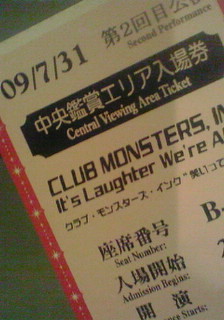 09/7/31
第2回目公
Second Performance
中央鑑賞エリア入場券
Central Viewing Area Ticket
CLUB MONSTERS, IN
It's Laughter We're A
クラブ・モンスターズ・インク"笑いって
座席番号
Seat Number:
B
入場開始
Admission Begins:
2
開演